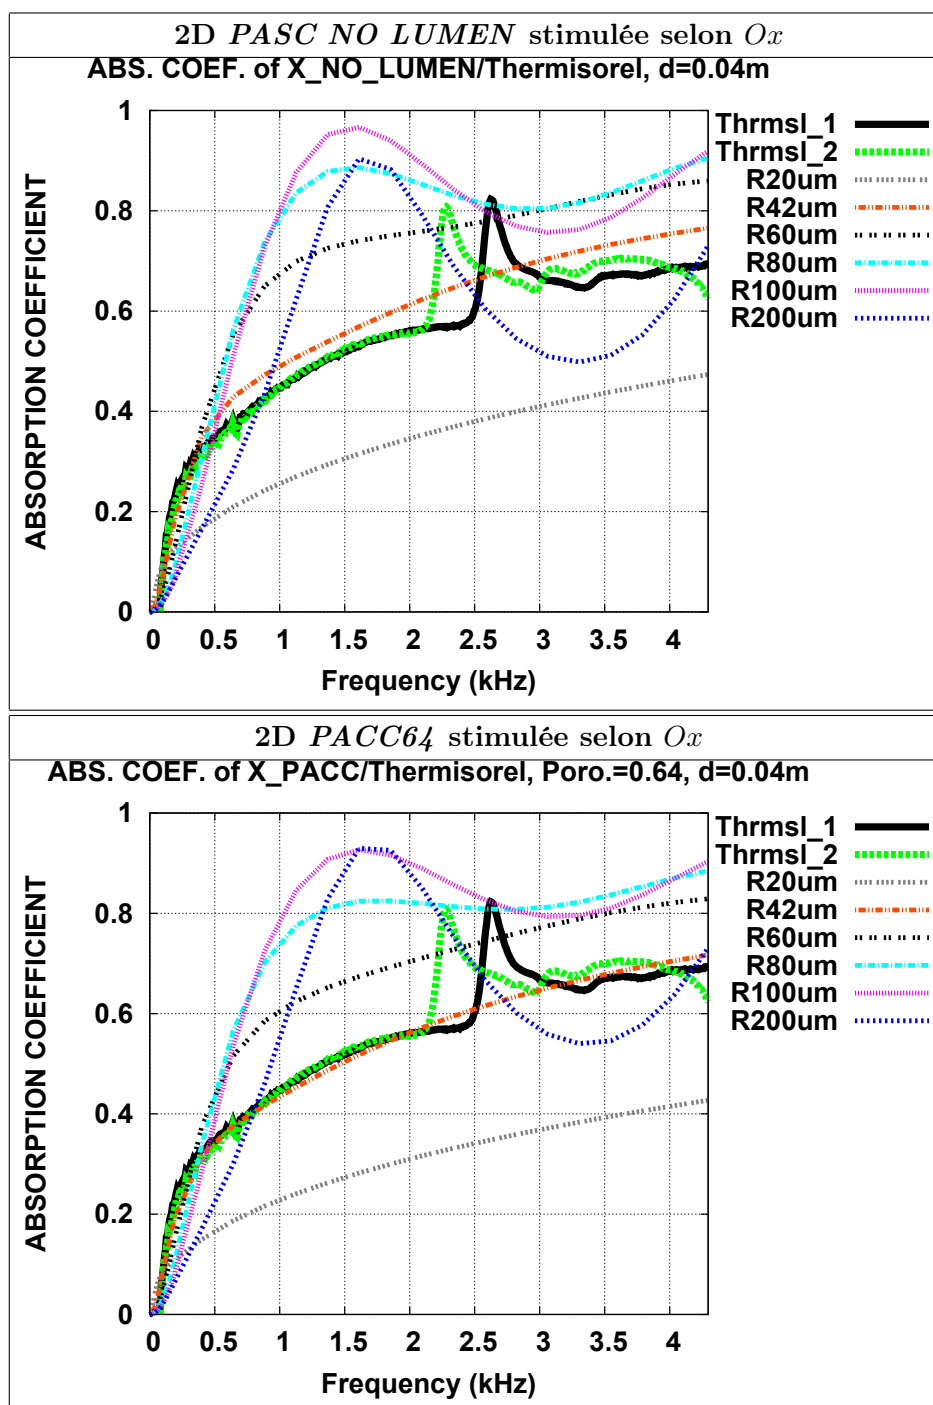 2D PASC NO LUMEN stimulée selon Ox
ABS. COEF. of X_NO_LUMEN/Thermisorel, d=0.04m
ABSORPTION COEFFICIENT
1
0.8
0.6
0.4
0.2
0
0 0.5 1 1.5 2 2.5 3 3.5 4
Frequency (kHz)
Thrmsl_1
Thrmsl_2
R20um
R42um
R60um
R80um
R100um
R200um
2D PACC64 stimulée selon Ox
ABS. COEF. of X_PACC/Thermisorel, Poro.=0.64, d=0.04m
ABSORPTION COEFFICIENT
1
0.8
0.6
0.4
0.2
0
0 0.5 1 1.5 2 2.5 3 3.5 4
Frequency (kHz)
Thrmsl_1
Thrmsl_2
R20um
R42um
R60um
R80um
R100um
R200um